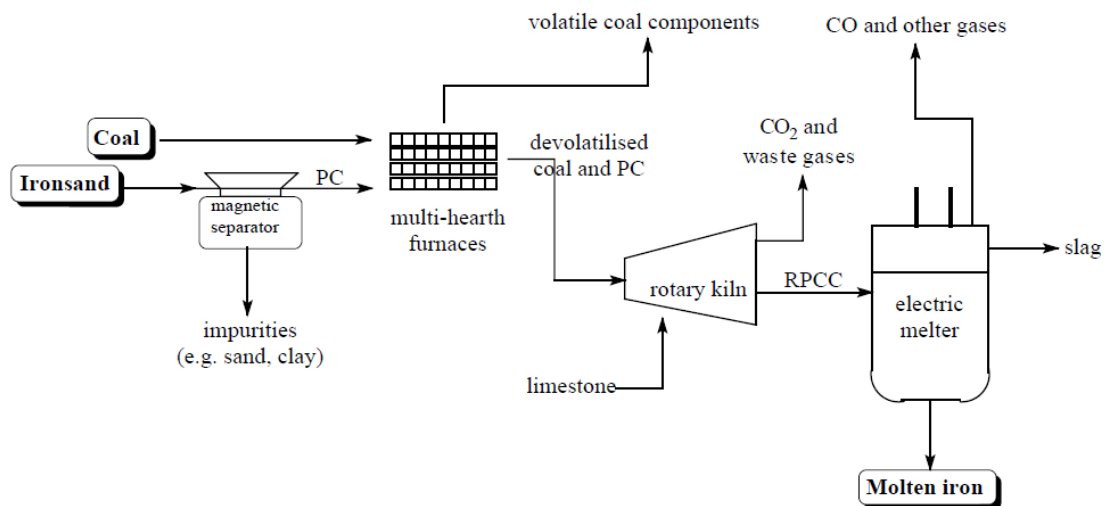 volatile coal components
CO and other gases
Coal
Ironsand
PC
magnetic
separator
impurities
(e.g. sand, clay)
multi-hearth
furnaces
devolatilised
coal and PC
CO₂ and
waste gases
rotary kiln
limestone
RPCC
electric
melter
slag
Molten iron